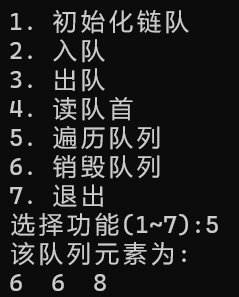 1. 初始化链队
2. 入队
3. 出队
4. 读队首
5. 遍历队列
6. 销毁队列
7. 退出
选择功能(1~7):5
该队列元素为:
6  6  8